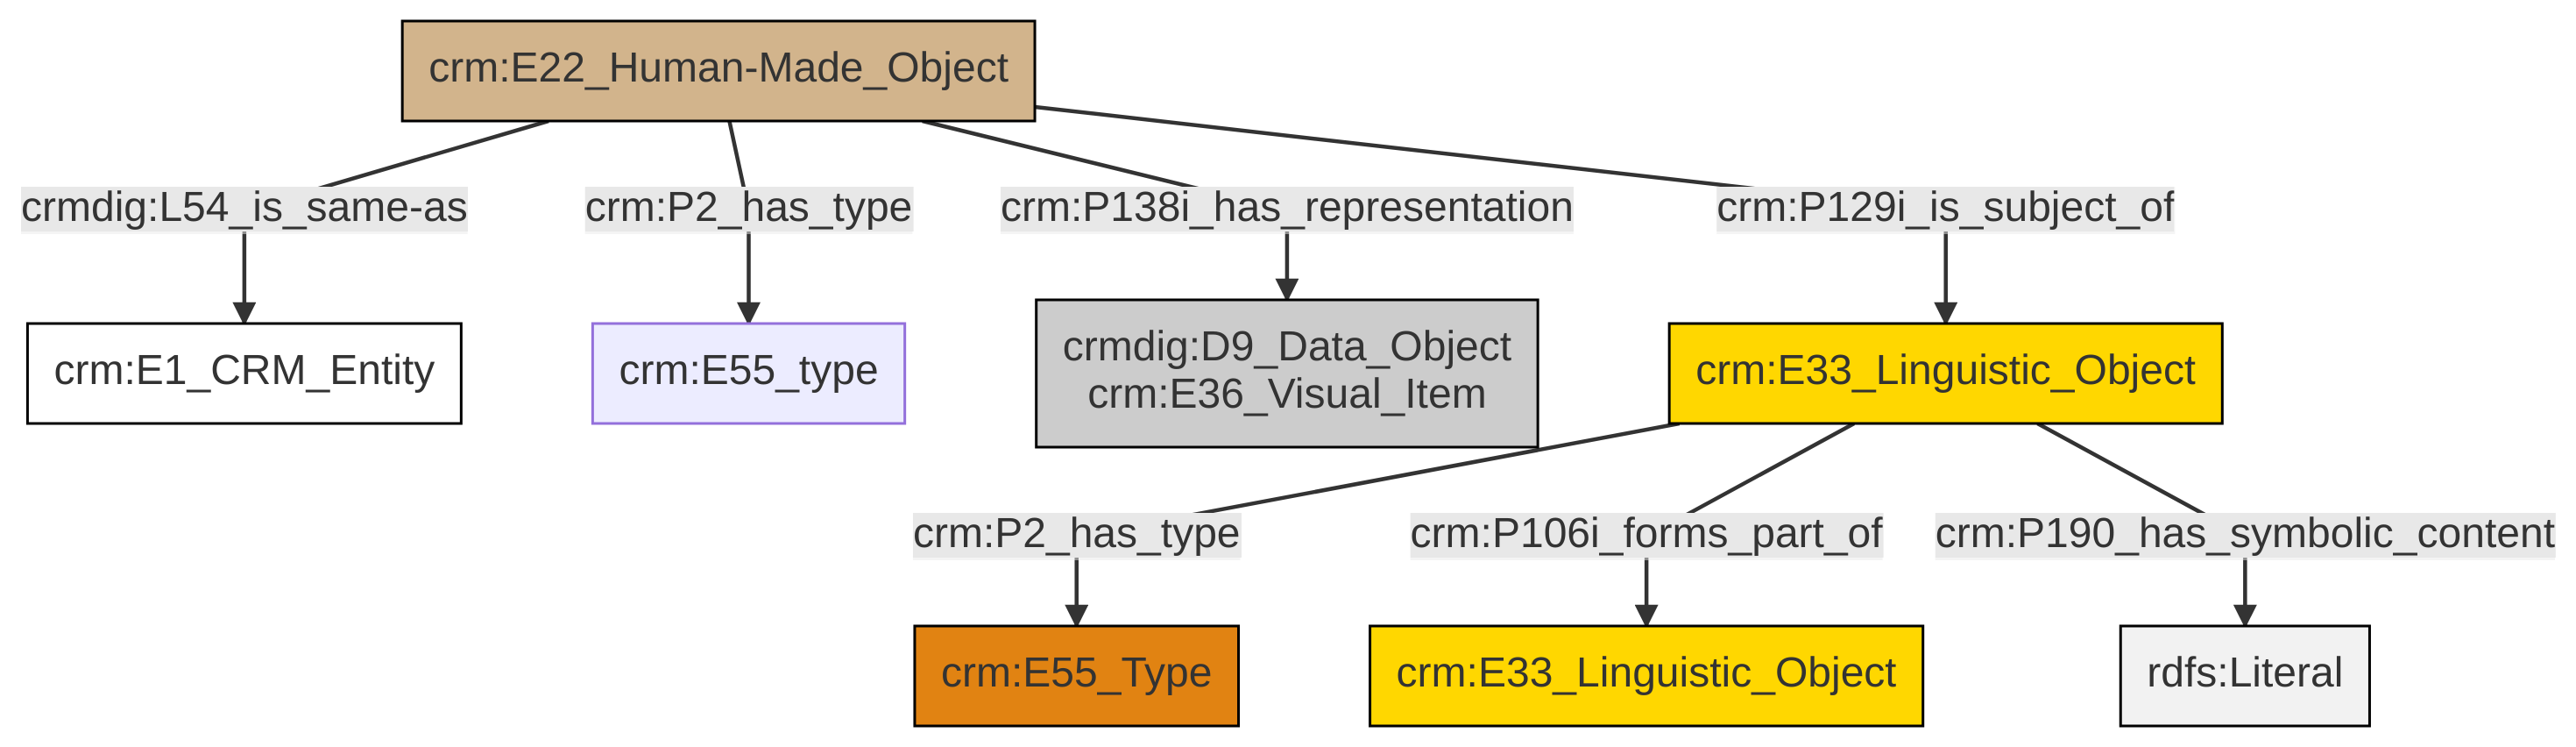 crm:E22_Human-Made_Object
crmdig:L54_is_same-as
crm:P2_has_type
crm:P138i_has_representation
crm:P129i_is_subject_of
crm:E1_CRM_Entity
crm:E55_type
crmdig:D9_Data_Object
crm:E36_Visual_Item
crm:E33_Linguistic_Object
crm:P2_has_type
crm:P106i_forms_part_of
crm:P190_has_symbolic_content
crm:E55_Type
crm:E33_Linguistic_Object
rdfs:Literal